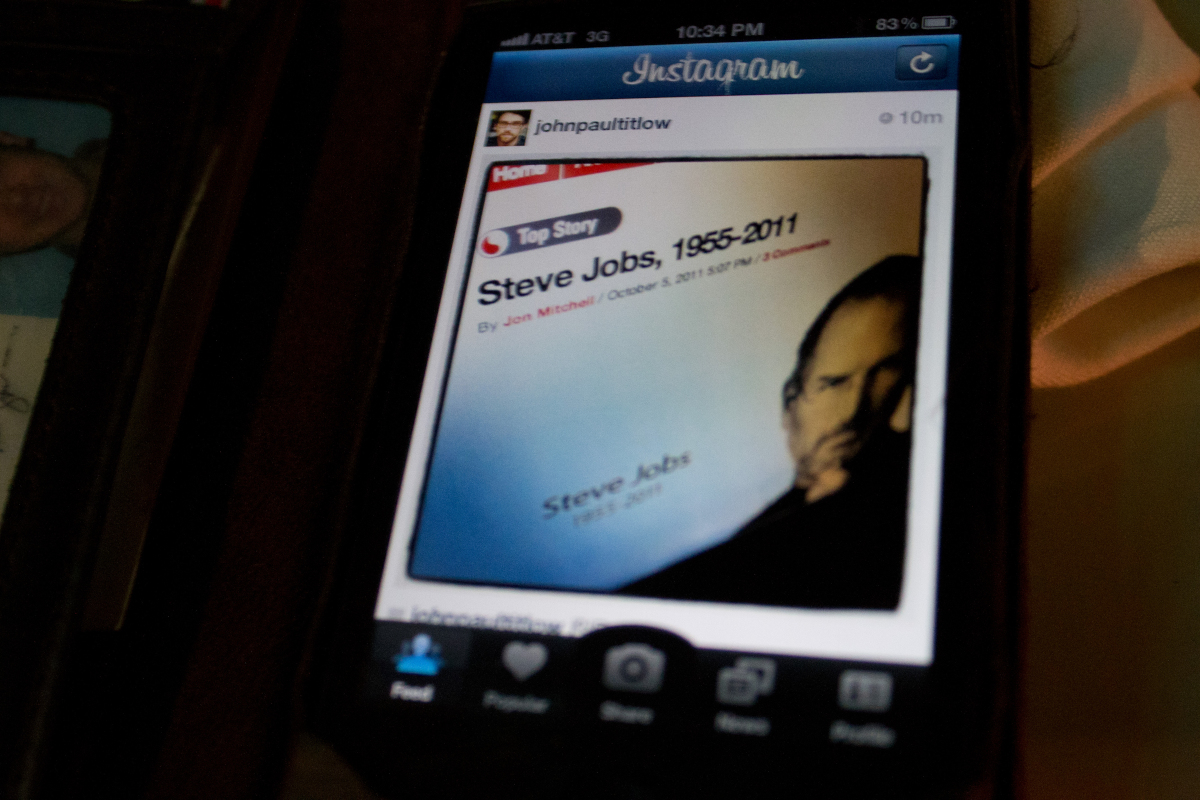 AT&T 3G 10:34 PM 83%
Instagram
johnpaultitlow 10m
Home
Top Story
Steve Jobs, 1955-2011
By Jon Mitchell / October 5, 2011 5:07 PM / 3 Comments
Steve Jobs
1955-2011
johnpaultitlow
Feed Popular Share News Profile